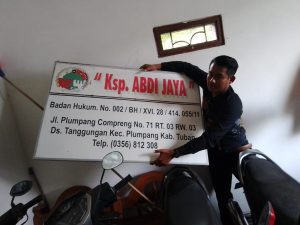 " Ksp. ABDI JAYA "
Badan Hukum. No. 002 / BH / XVI. 28 / 414. 055/11
Jl. Plumpang Compreng No. 71 RT. 03 RW. 03
Ds. Tanggungan Kec. Plumpang Kab. Tuban
Telp. (0356) 812 308